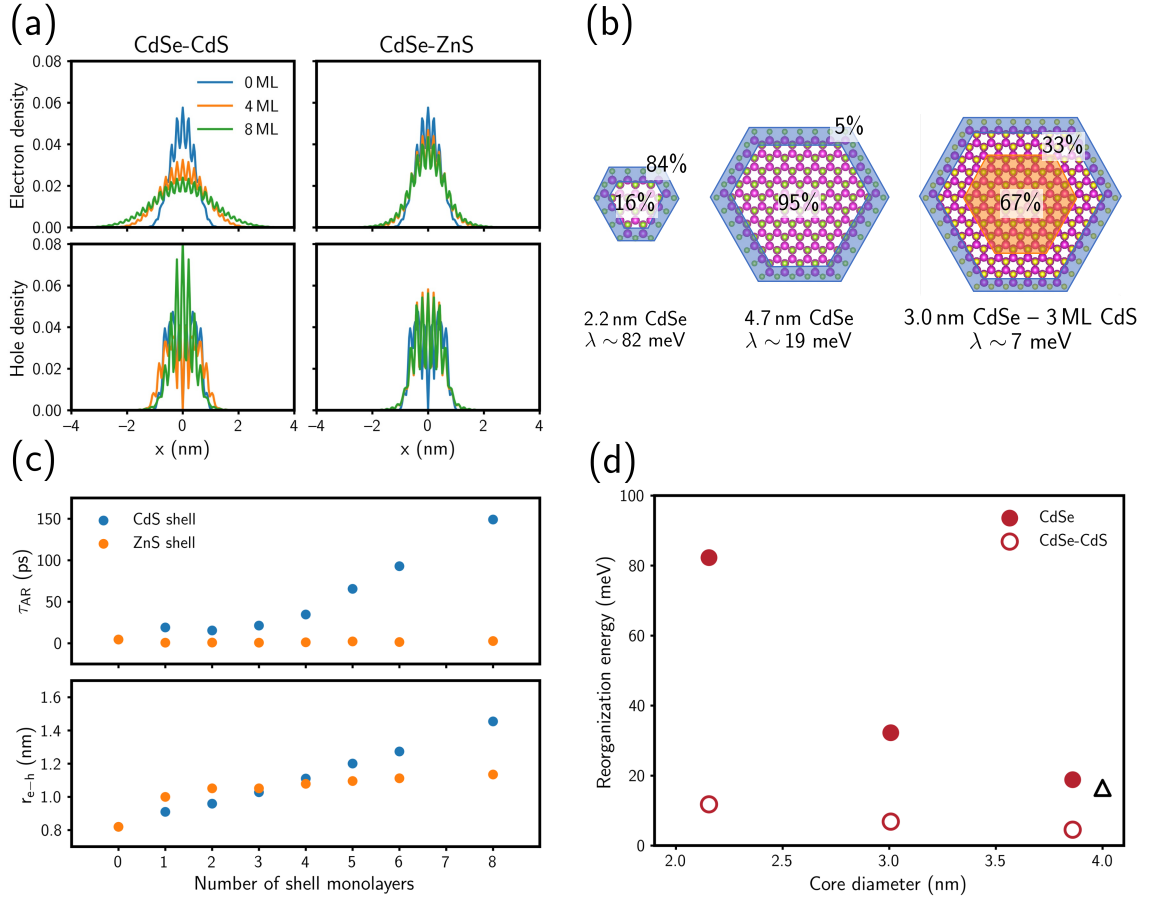 (a)
CdSe-CdS
CdSe-ZnS
Electron density
0.08
0.06
0.04
0.02
0.00
0 ML
4 ML
8 ML
Hole density
0.08
0.06
0.04
0.02
0.00
−4 −2 0 2 4
x (nm)
−4 −2 0 2 4
x (nm)
(b)
84%
16%
5%
95%
33%
67%
2.2 nm CdSe
λ ∼ 82 meV
4.7 nm CdSe
λ ∼ 19 meV
3.0 nm CdSe − 3 ML CdS
λ ∼ 7 meV
(c)
τAR (ps)
150
100
50
0
CdS shell
ZnS shell
re−h (nm)
1.6
1.4
1.2
1.0
0.8
0 1 2 3 4 5 6 7 8
Number of shell monolayers
(d)
Reorganization energy (meV)
100
80
60
40
20
0
CdSe
CdSe-CdS
2.0 2.5 3.0 3.5 4.0
Core diameter (nm)